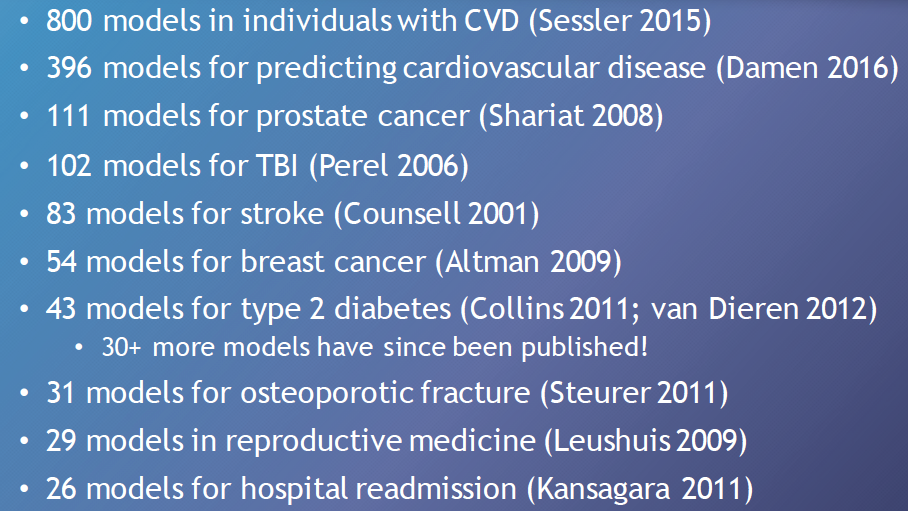 • 800 models in individuals with CVD (Sessler 2015)
• 396 models for predicting cardiovascular disease (Damen 2016)
• 111 models for prostate cancer (Shariat 2008)
• 102 models for TBI (Perel 2006)
• 83 models for stroke (Counsell 2001)
• 54 models for breast cancer (Altman 2009)
• 43 models for type 2 diabetes (Collins 2011; van Dieren 2012)
• 30+ more models have since been published!
• 31 models for osteoporotic fracture (Steurer 2011)
• 29 models in reproductive medicine (Leushuis 2009)
• 26 models for hospital readmission (Kansagara 2011)